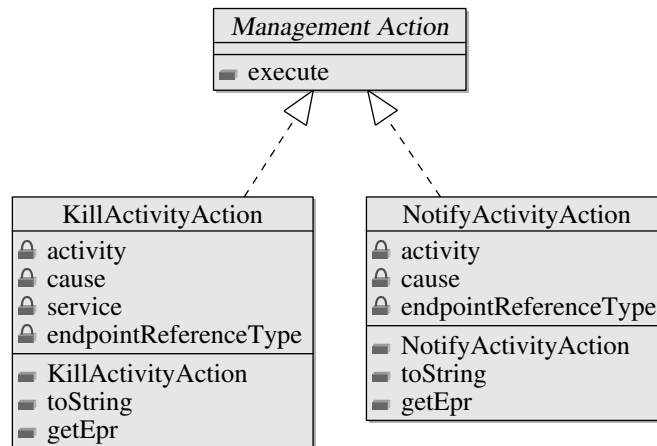 Management Action
execute
KillActivityAction
activity
cause
service
endpointReferenceType
KillActivityAction
toString
getEpr
NotifyActivityAction
activity
cause
endpointReferenceType
NotifyActivityAction
toString
getEpr